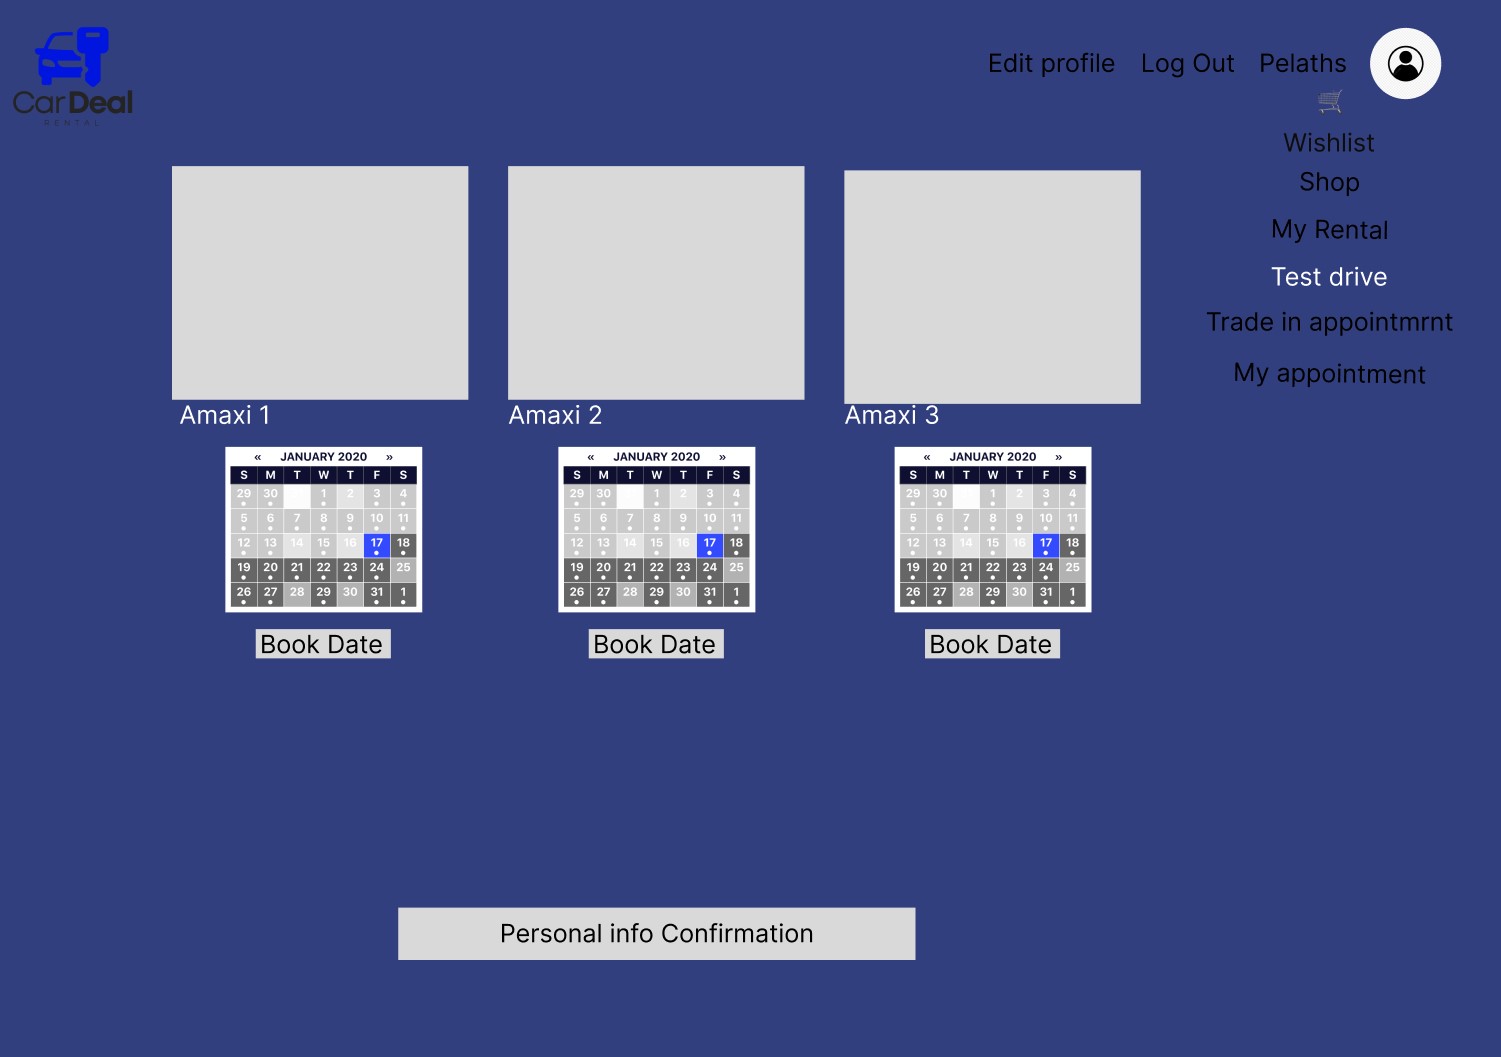 CarDeal
RENTAL
Edit profile Log Out Pelaths
Wishlist
Shop
My Rental
Test drive
Trade in appointmrnt
My appointment
Amaxi 1 Amaxi 2 Amaxi 3
« JANUARY 2020 »
S M T W T F S
29 30 1 2 3 4
5 6 7 8 9 10 11
12 13 14 15 16 17 18
19 20 21 22 23 24 25
26 27 28 29 30 31 1
Book Date
« JANUARY 2020 »
S M T W T F S
29 30 1 2 3 4
5 6 7 8 9 10 11
12 13 14 15 16 17 18
19 20 21 22 23 24 25
26 27 28 29 30 31 1
Book Date
« JANUARY 2020 »
S M T W T F S
29 30 1 2 3 4
5 6 7 8 9 10 11
12 13 14 15 16 17 18
19 20 21 22 23 24 25
26 27 28 29 30 31 1
Book Date
Personal info Confirmation